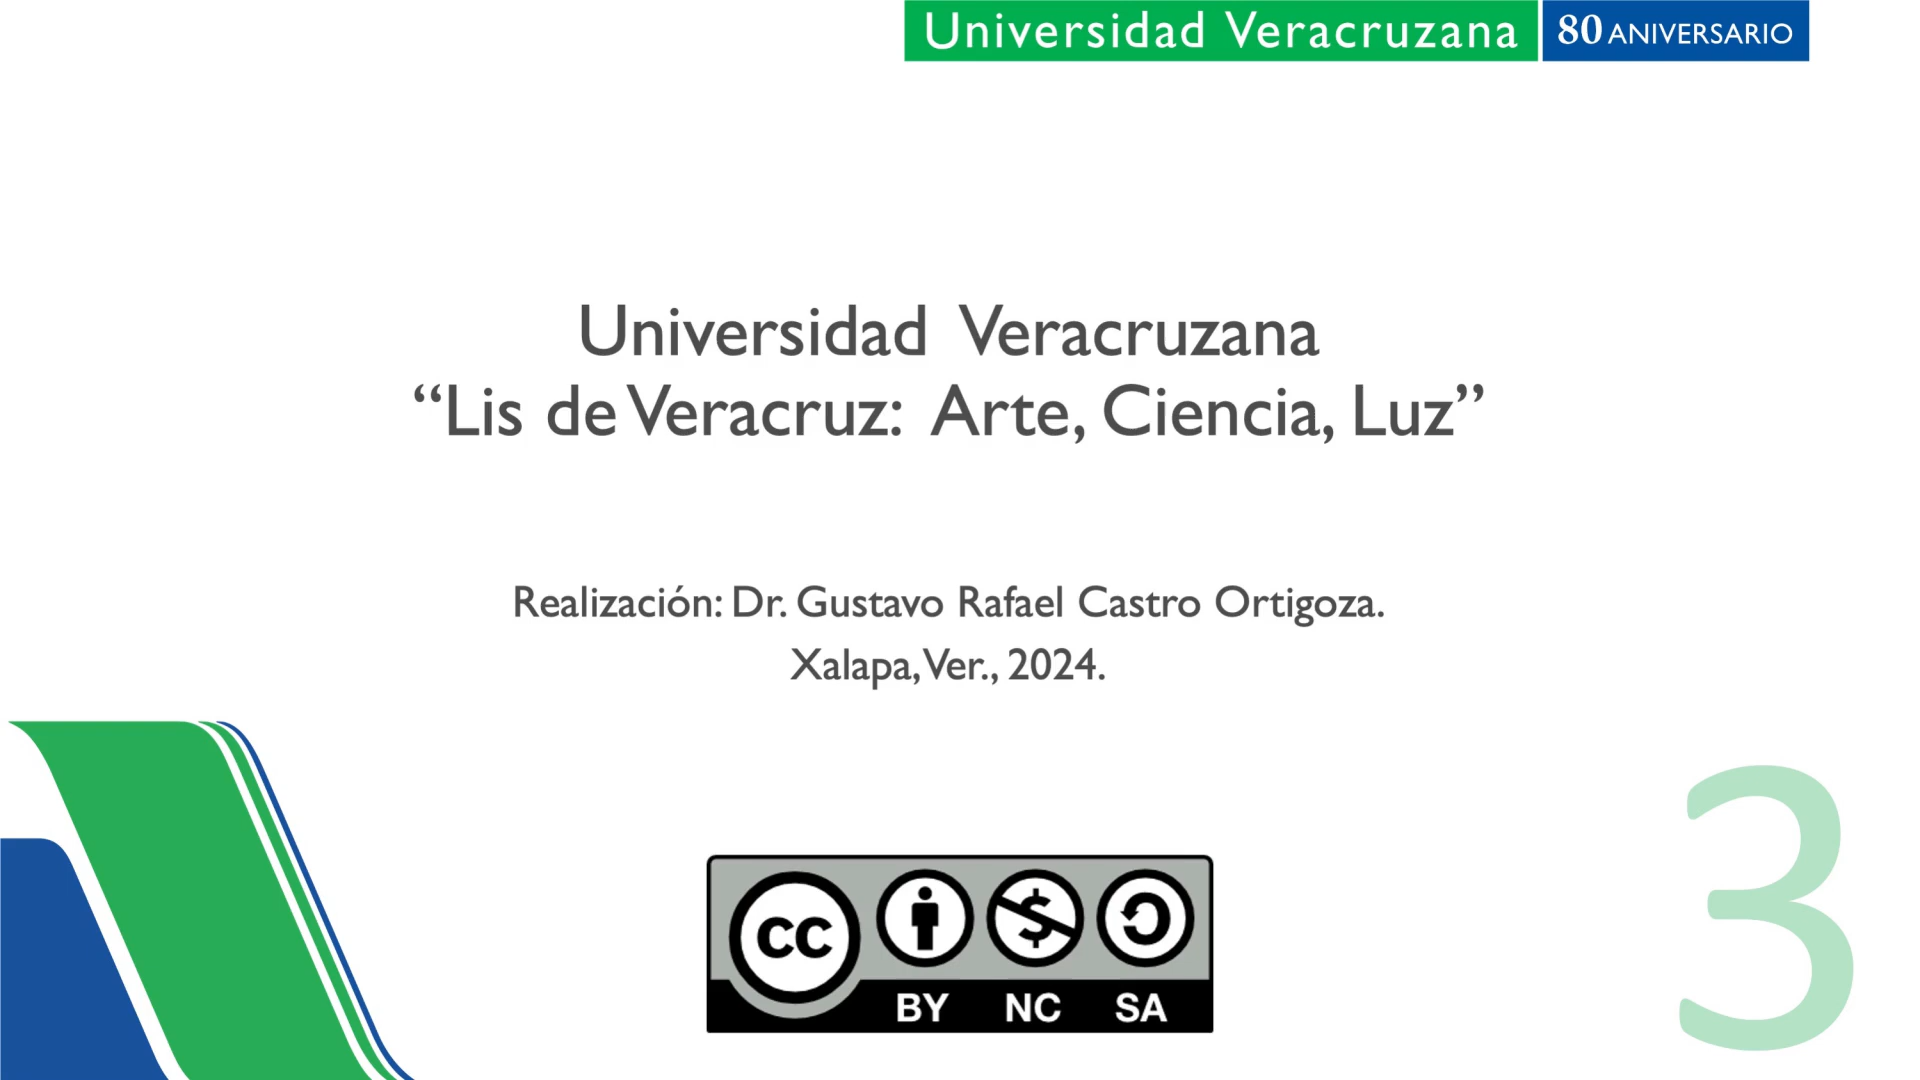 Universidad Veracruzana 80 ANIVERSARIO
Universidad Veracruzana
“Lis de Veracruz: Arte, Ciencia, Luz”
Realización: Dr. Gustavo Rafael Castro Ortigoza.
Xalapa, Ver., 2024.
3
cc
BY NC SA